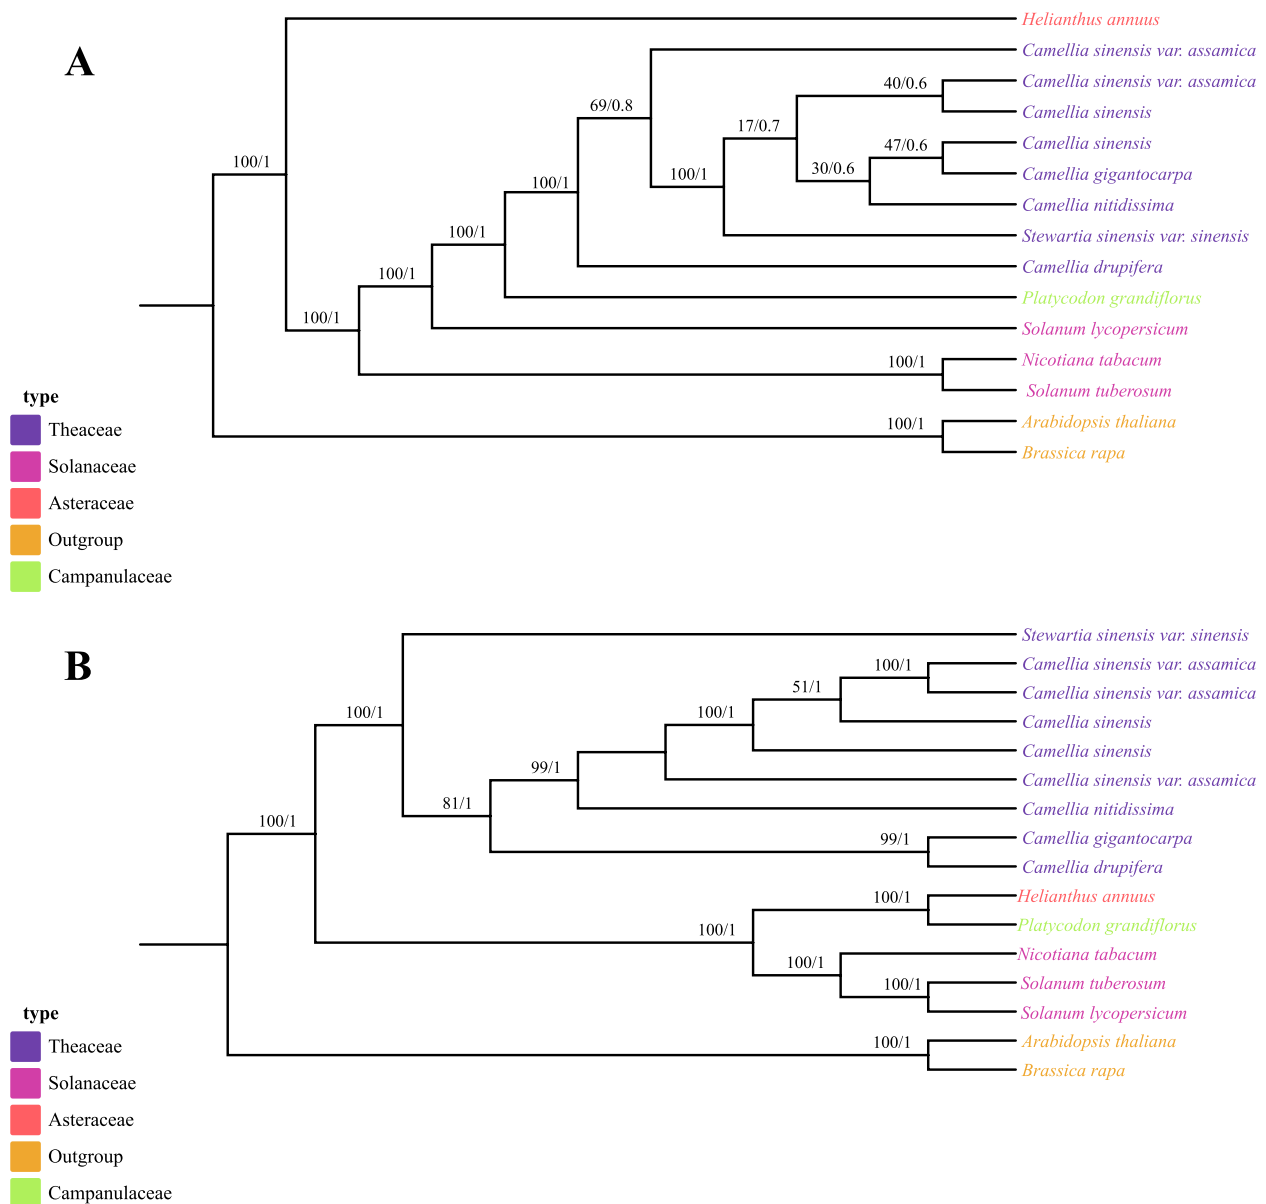 A
Helianthus annuus
Camellia sinensis var. assamica
40/0.6
Camellia sinensis var. assamica
69/0.8
Camellia sinensis
17/0.7
47/0.6
Camellia sinensis
100/1
100/1
100/1
30/0.6
Camellia gigantocarpa
Camellia nitidissima
100/1
Stewartia sinensis var. sinensis
100/1
Camellia drupifera
Platycodon grandiflorus
100/1
Solanum lycopersicum
100/1
Nicotiana tabacum
Solanum tuberosum
100/1
Arabidopsis thaliana
Brassica rapa
type
Theaceae
Solanaceae
Asteraceae
Outgroup
Campanulaceae
B
Stewartia sinensis var. sinensis
100/1
Camellia sinensis var. assamica
51/1
Camellia sinensis var. assamica
100/1
100/1
Camellia sinensis
Camellia sinensis
99/1
Camellia sinensis var. assamica
81/1
Camellia nitidissima
100/1
99/1
Camellia gigantocarpa
Camellia drupifera
100/1
Helianthus annuus
Platycodon grandiflorus
100/1
Nicotiana tabacum
100/1
100/1
Solanum tuberosum
Solanum lycopersicum
100/1
Arabidopsis thaliana
Brassica rapa
type
Theaceae
Solanaceae
Asteraceae
Outgroup
Campanulaceae